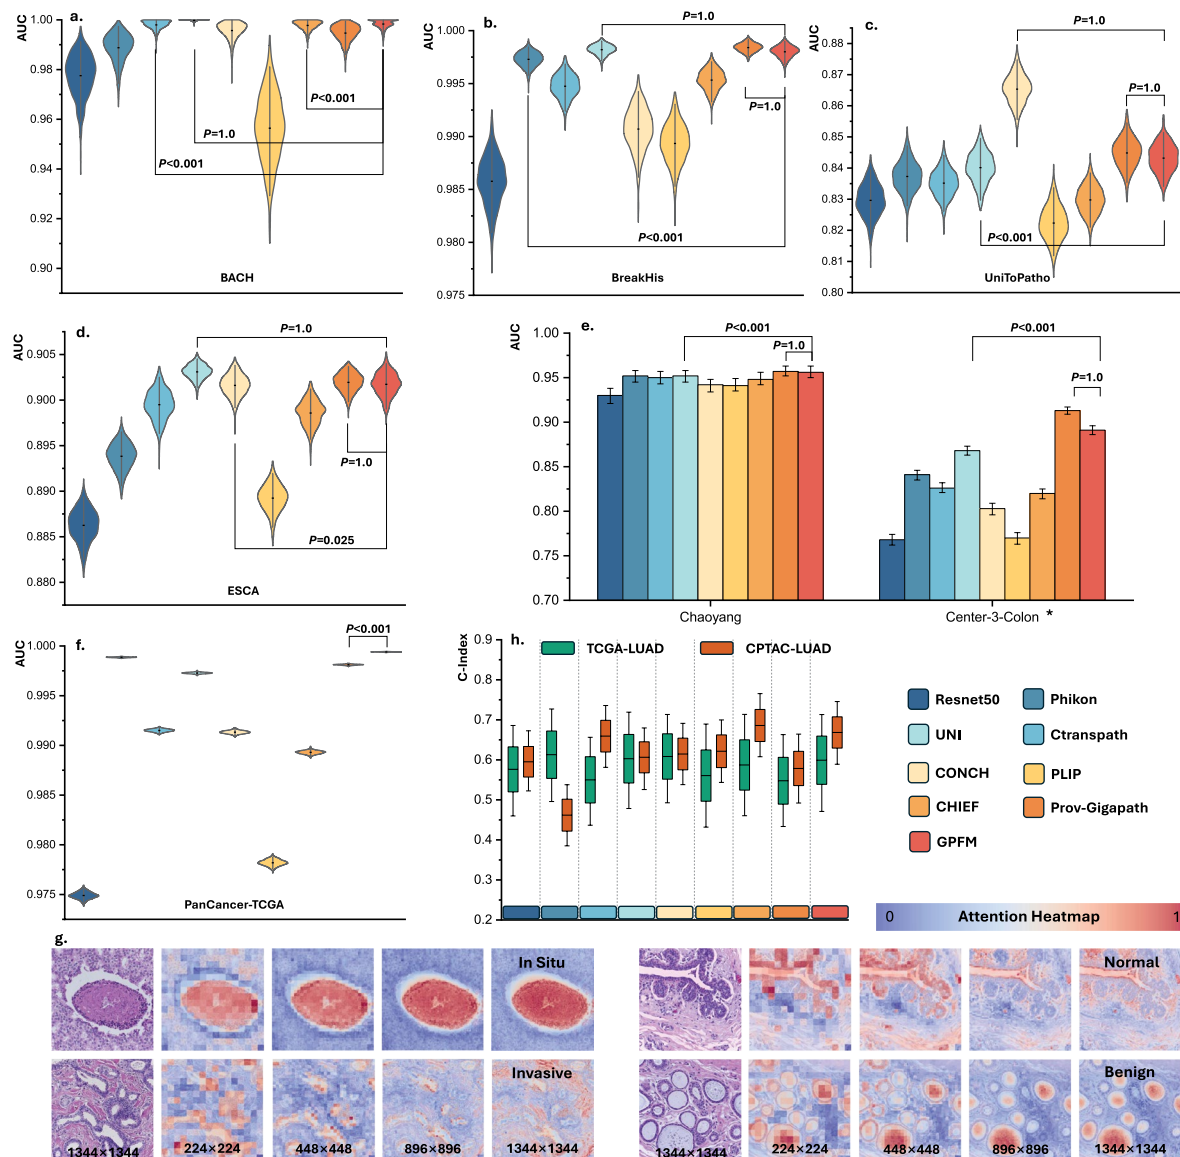 a.
AUC
1.00
0.98
0.96
0.94
0.92
0.90
P<0.001
P=1.0
P<0.001
BACH
b.
AUC
1.000
0.995
0.990
0.985
0.980
0.975
P=1.0
P=1.0
P<0.001
BreakHis
c.
AUC
0.88
0.87
0.86
0.85
0.84
0.83
0.82
0.81
0.80
P=1.0
P=1.0
P<0.001
UniToPatho
d.
AUC
0.905
0.900
0.895
0.890
0.885
0.880
P=1.0
P=1.0
P=0.025
ESCA
e.
AUC
1.00
0.95
0.90
0.85
0.80
0.75
0.70
P<0.001
P=1.0
P<0.001
P=1.0
Chaoyang
Center-3-Colon *
f.
AUC
1.000
0.995
0.990
0.985
0.980
0.975
P<0.001
PanCancer-TCGA
h.
C-Index
0.9
0.8
0.7
0.6
0.5
0.4
0.3
0.2
TCGA-LUAD
CPTAC-LUAD
Resnet50
Phikon
UNI
Ctranspath
CONCH
PLIP
CHIEF
Prov-Gigapath
GPFM
0 Attention Heatmap 1
g.
In Situ
Normal
Invasive
Benign
1344×1344
224×224
448×448
896×896
1344×1344
1344×1344
224×224
448×448
896×896
1344×1344